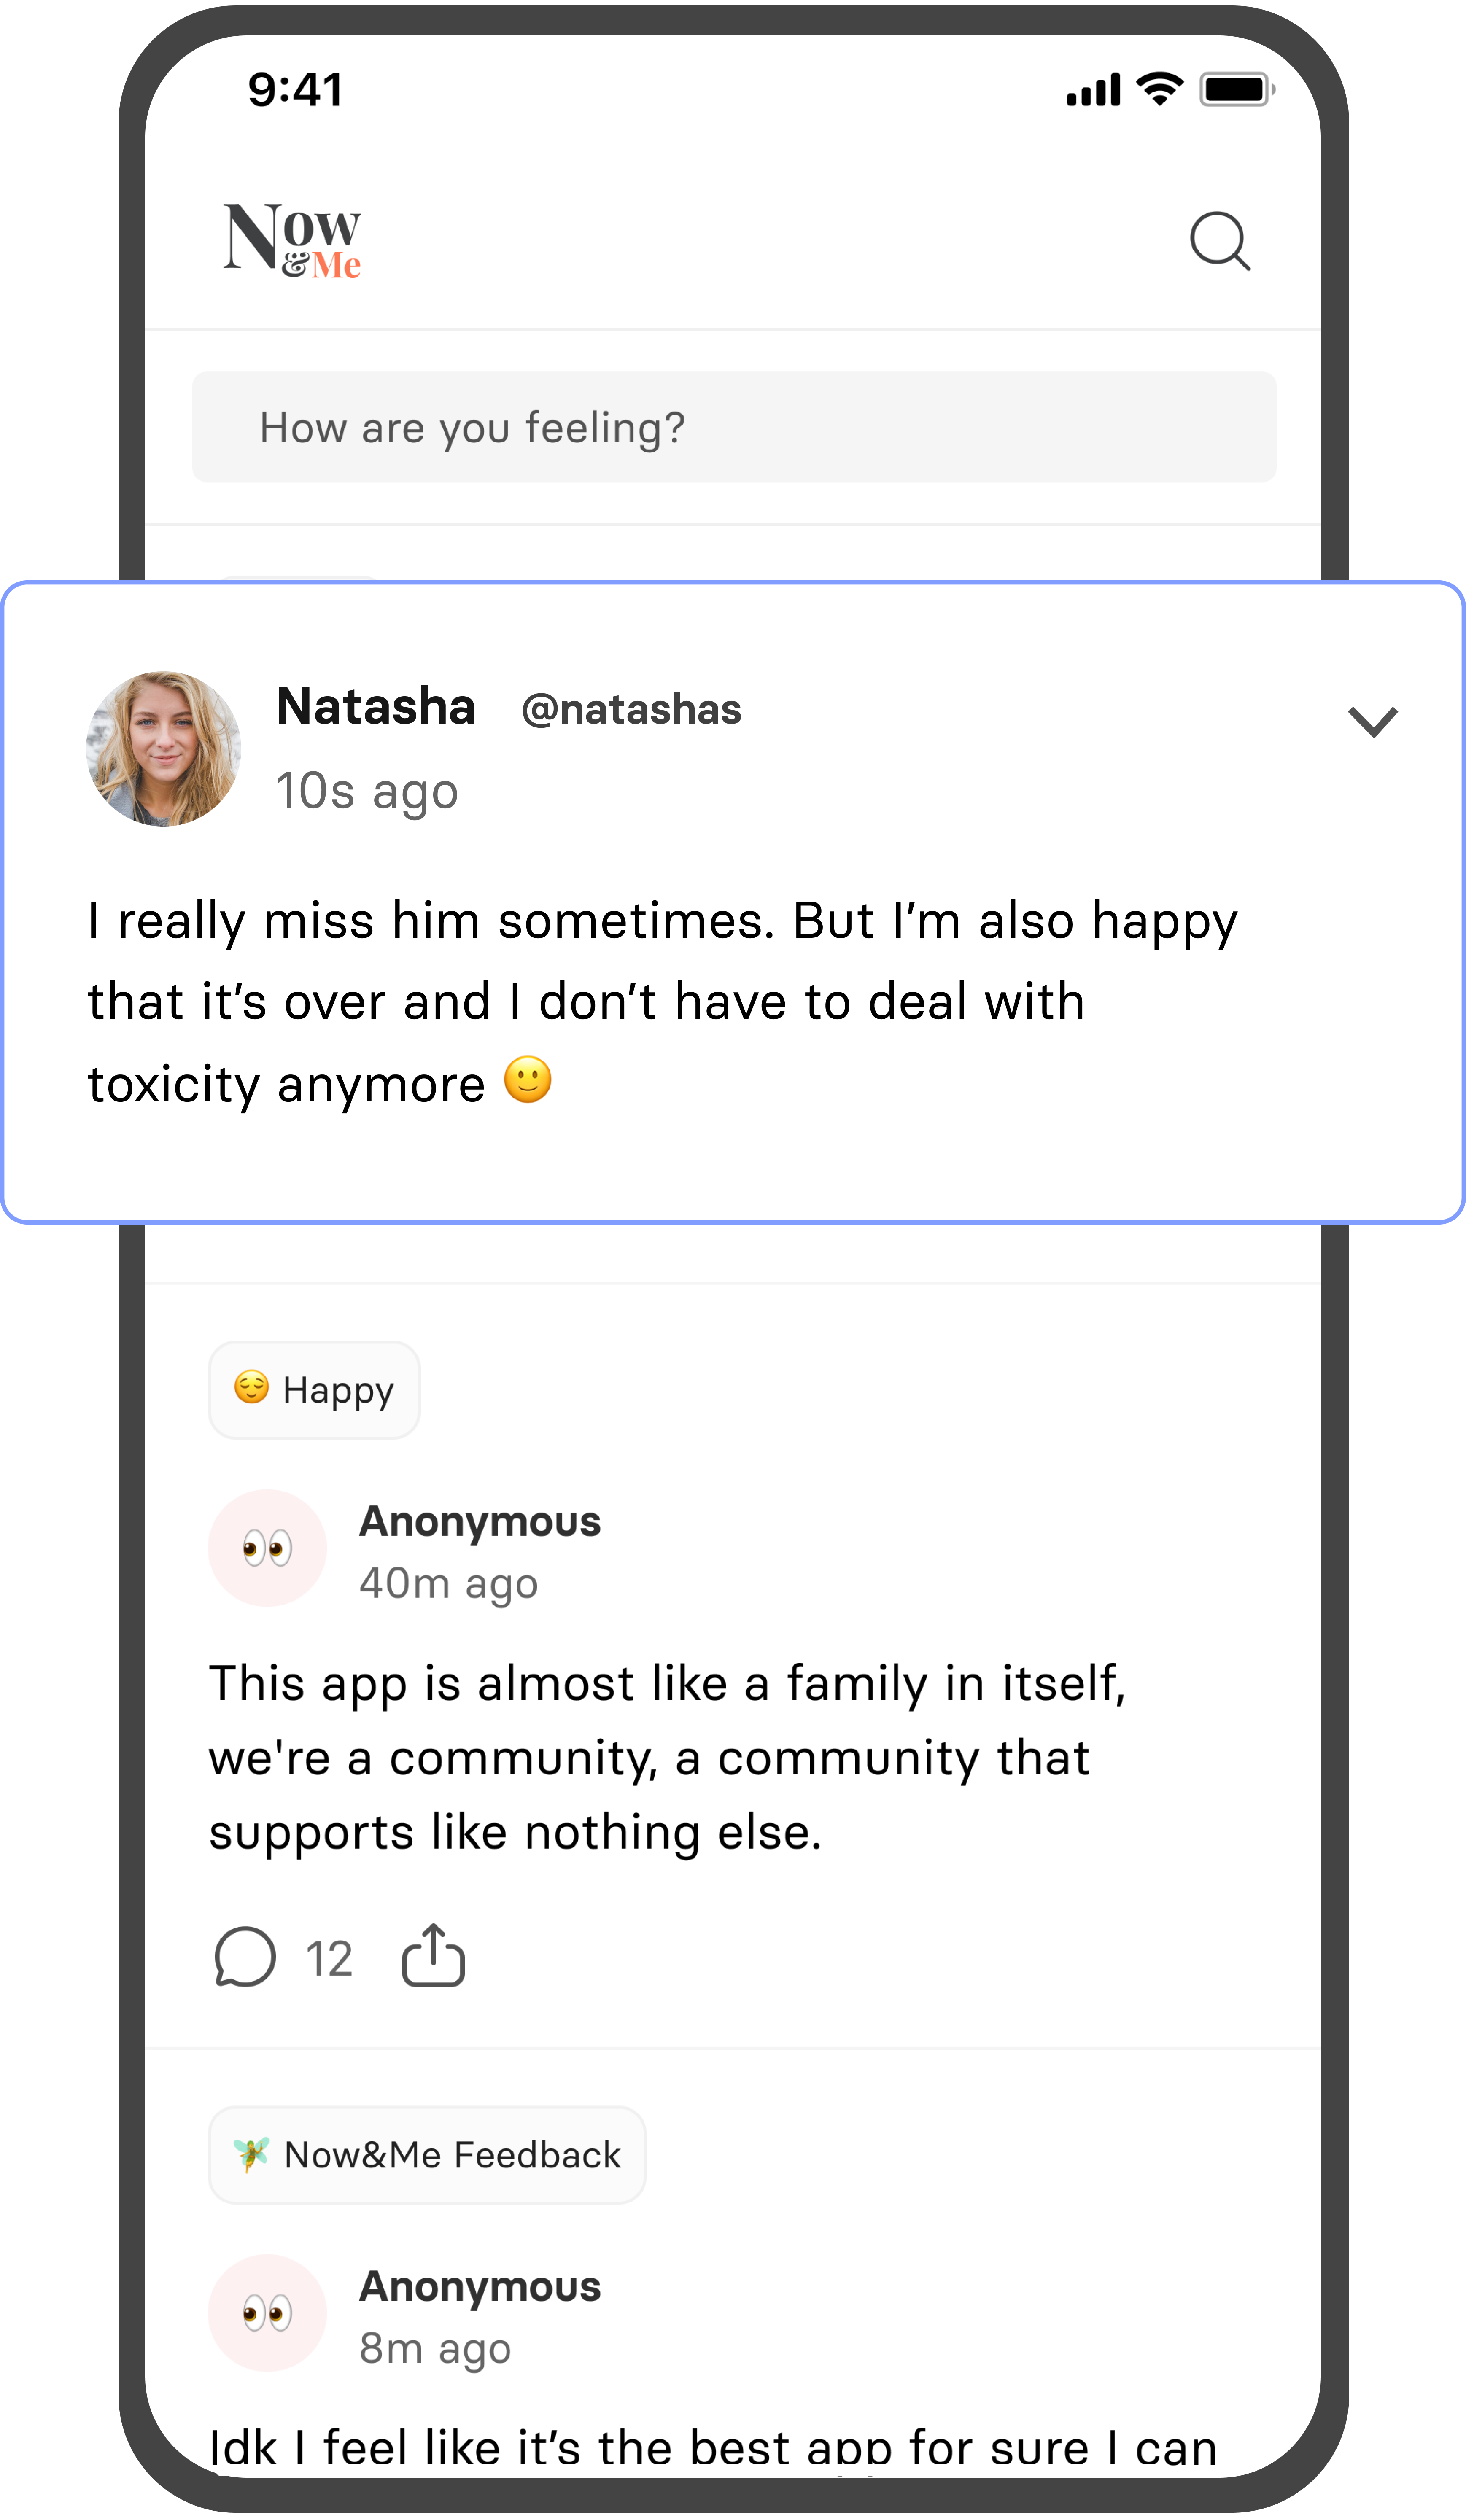 9:41
Now
&Me
How are you feeling?
Natasha @natashas
10s ago
I really miss him sometimes. But I’m also happy
that it’s over and I don’t have to deal with
toxicity anymore 🙂
😌 Happy
Anonymous
40m ago
This app is almost like a family in itself,
we're a community, a community that
supports like nothing else.
12
Now&Me Feedback
Anonymous
8m ago
Idk I feel like it’s the best app for sure I can